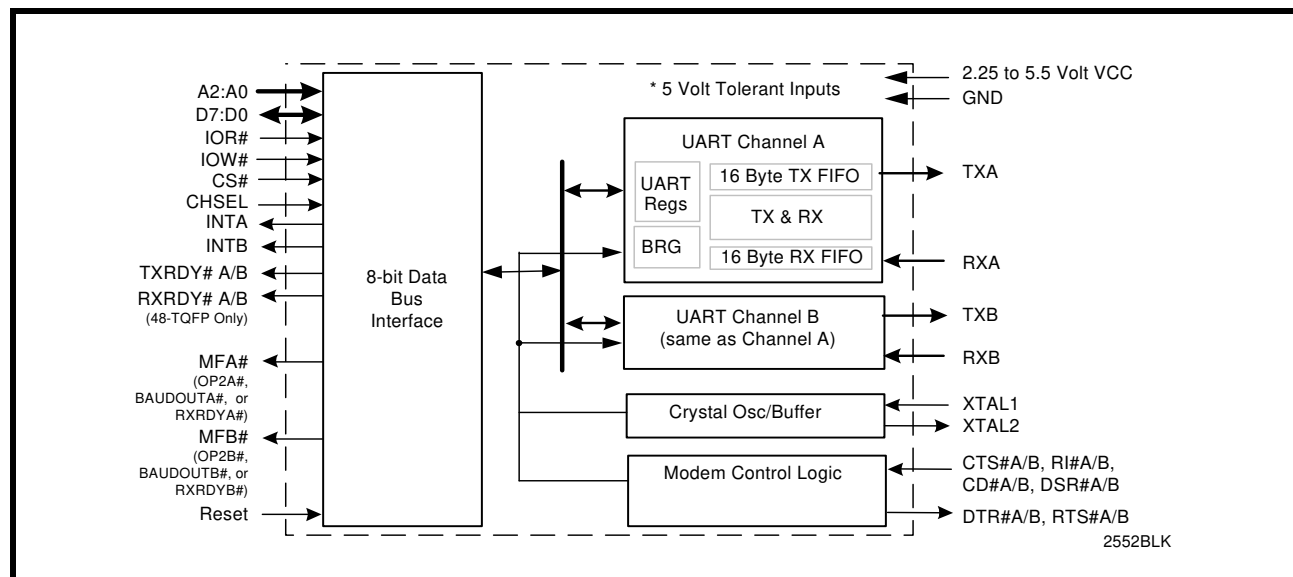 A2:A0
D7:D0
IOR#
IOW#
CS#
CHSEL
INTA
INTB
TXRDY# A/B
RXRDY# A/B
(48-TQFP Only)
MFA#
(OP2A#,
BAUDOUTA#, or
RXRDYA#)
MFB#
(OP2B#,
BAUDOUTB#, or
RXRDYB#)
Reset
8-bit Data
Bus
Interface
* 5 Volt Tolerant Inputs
UART Channel A
UART
Regs
BRG
16 Byte TX FIFO
TX & RX
16 Byte RX FIFO
UART Channel B
(same as Channel A)
Crystal Osc/Buffer
Modem Control Logic
2.25 to 5.5 Volt VCC
GND
TXA
RXA
TXB
RXB
XTAL1
XTAL2
CTS#A/B, RI#A/B,
CD#A/B, DSR#A/B
DTR#A/B, RTS#A/B
2552BLK